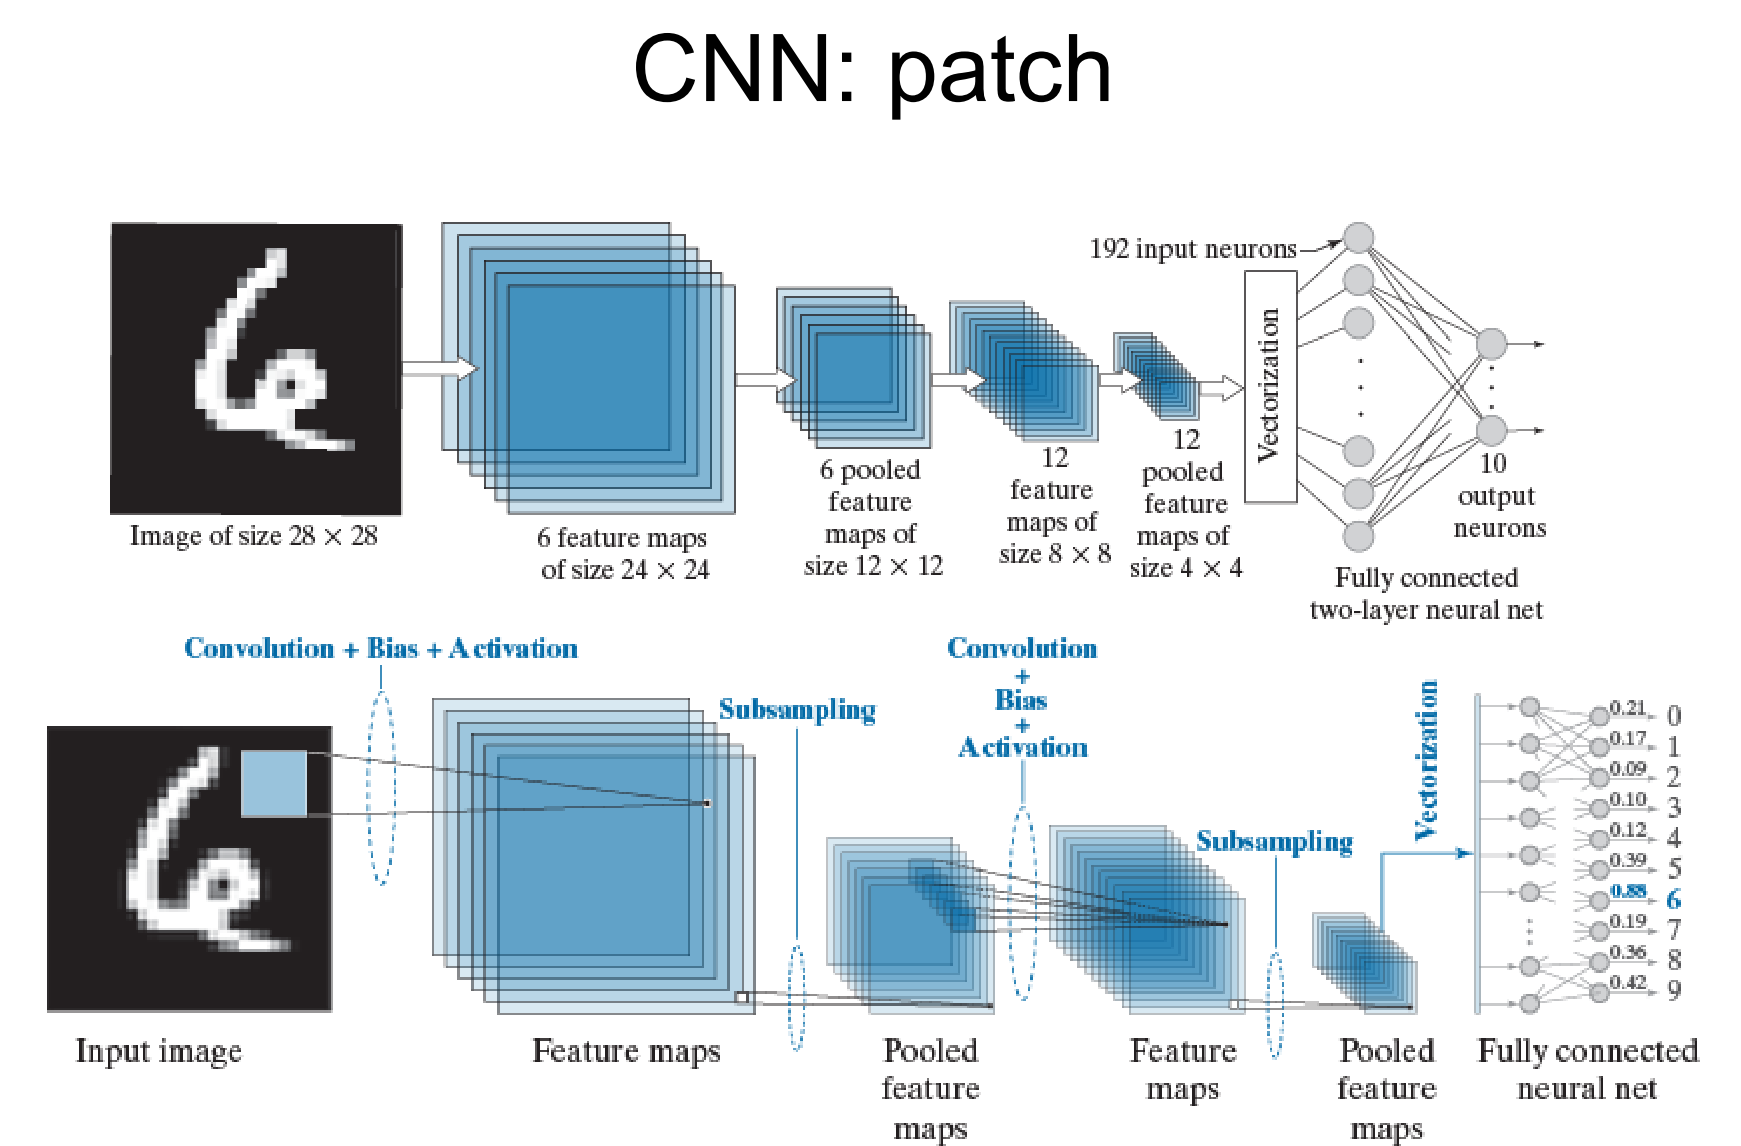 CNN: patch
192 input neurons
Vectorization
Image of size 28 × 28
6 feature maps
of size 24 × 24
6 pooled
feature
maps of
size 12 × 12
12
feature
maps of
size 8 × 8
12
pooled
feature
maps of
size 4 × 4
10
output
neurons
Fully connected
two-layer neural net
Convolution + Bias + Activation
Subsampling
Convolution
+
Bias
+
Activation
Subsampling
Vectorization
0.21 0
0.17 1
0.09 2
0.10 3
0.12 4
0.39 5
0.88 6
0.19 7
0.36 8
0.42 9
Input image
Feature maps
Pooled
feature
maps
Feature
maps
Pooled
feature
maps
Fully connected
neural net